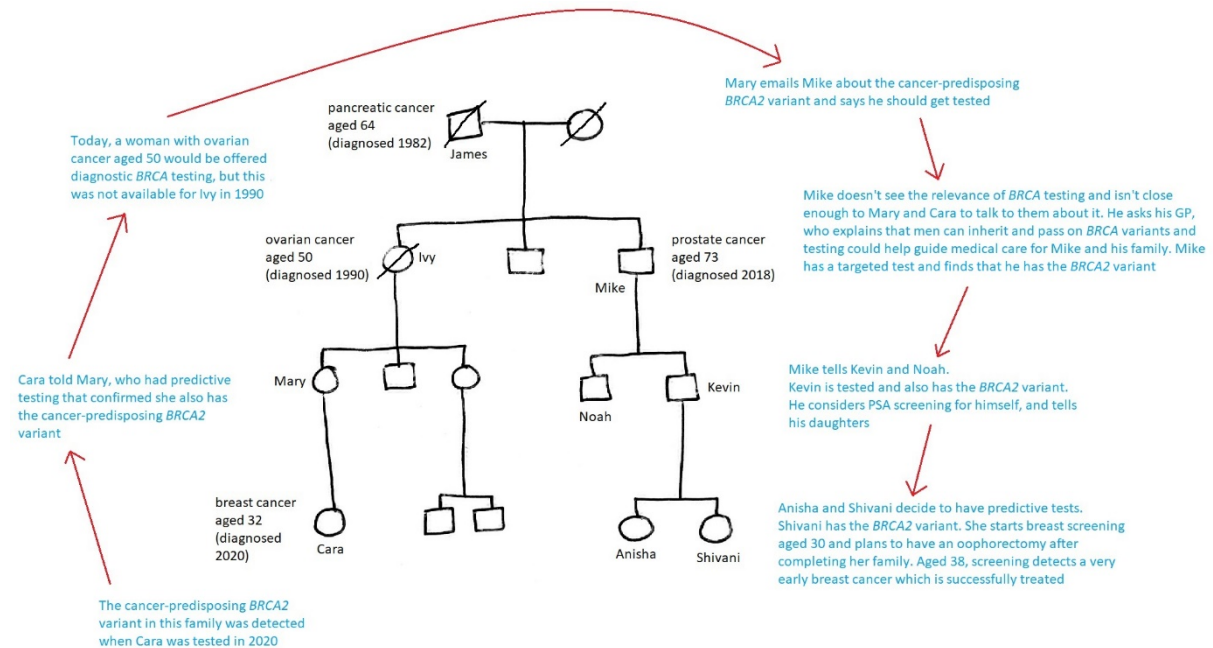 Mary emails Mike about the cancer-predisposing
BRCA2 variant and says he should get tested
pancreatic cancer
aged 64
(diagnosed 1982)
James
Today, a woman with ovarian
cancer aged 50 would be offered
diagnostic BRCA testing, but this
was not available for Ivy in 1990
Mike doesn't see the relevance of BRCA testing and isn't close
enough to Mary and Cara to talk to them about it. He asks his GP,
who explains that men can inherit and pass on BRCA variants and
testing could help guide medical care for Mike and his family. Mike
has a targeted test and finds that he has the BRCA2 variant
ovarian cancer
aged 50
(diagnosed 1990)
Ivy
prostate cancer
aged 73
(diagnosed 2018)
Mike
Cara told Mary, who had predictive
testing that confirmed she also has
the cancer-predisposing BRCA2
variant
Mary
Noah
Kevin
Mike tells Kevin and Noah.
Kevin is tested and also has the BRCA2 variant.
He considers PSA screening for himself, and tells
his daughters
breast cancer
aged 32
(diagnosed
2020)
Cara
Anisha
Shivani
Anisha and Shivani decide to have predictive tests.
Shivani has the BRCA2 variant. She starts breast screening
aged 30 and plans to have an oophorectomy after
completing her family. Aged 38, screening detects a very
early breast cancer which is successfully treated
The cancer-predisposing BRCA2
variant in this family was detected
when Cara was tested in 2020